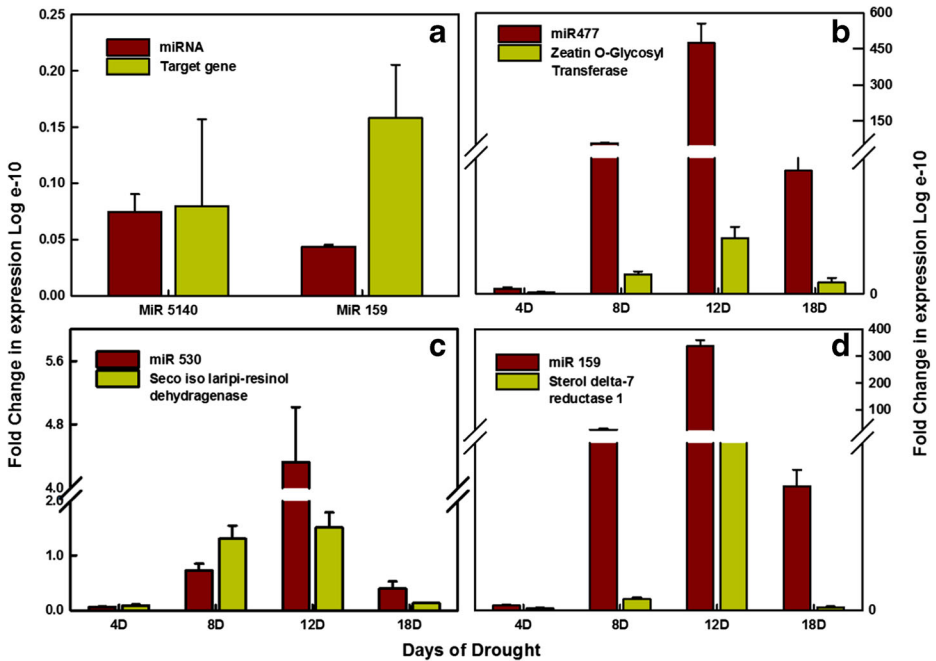 Fold Change in expression Log e-10
0.25
0.20
0.15
0.10
0.05
0.00
a
miRNA
Target gene
MiR 5140
MiR 159
b
miR477
Zeatin O-Glycosyl
Transferase
600
450
300
150
0
4D
8D
12D
18D
c
5.6
4.8
4.0
2.0
1.0
0.0
miR 530
Seco iso laripi-resinol
dehydragenase
4D
8D
12D
18D
d
miR 159
Sterol delta-7
reductase 1
400
300
200
100
0
4D
8D
12D
18D
Fold Change in expression Log e-10
Days of Drought